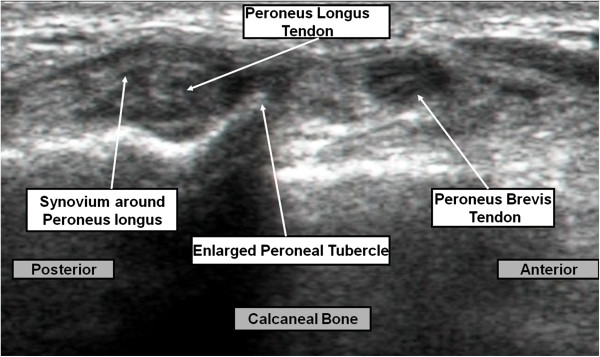 Peroneus Longus
Tendon
Synovium around
Peroneus longus
Peroneus Brevis
Tendon
Enlarged Peroneal Tubercle
Posterior
Anterior
Calcaneal Bone